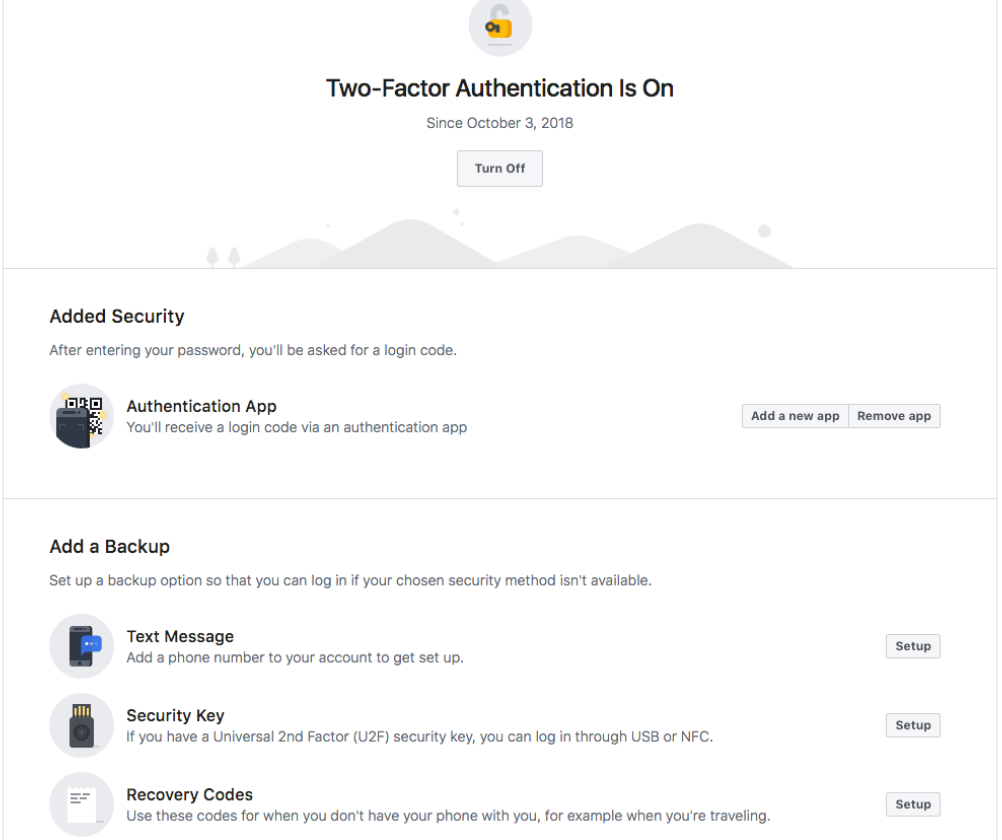 Two-Factor Authentication Is On
Since October 3, 2018
Turn Off
Added Security
After entering your password, you'll be asked for a login code.
Authentication App
You'll receive a login code via an authentication app
Add a new app
Remove app
Add a Backup
Set up a backup option so that you can log in if your chosen security method isn't available.
Text Message
Add a phone number to your account to get set up.
Setup
Security Key
If you have a Universal 2nd Factor (U2F) security key, you can log in through USB or NFC.
Setup
Recovery Codes
Use these codes for when you don't have your phone with you, for example when you're traveling.
Setup